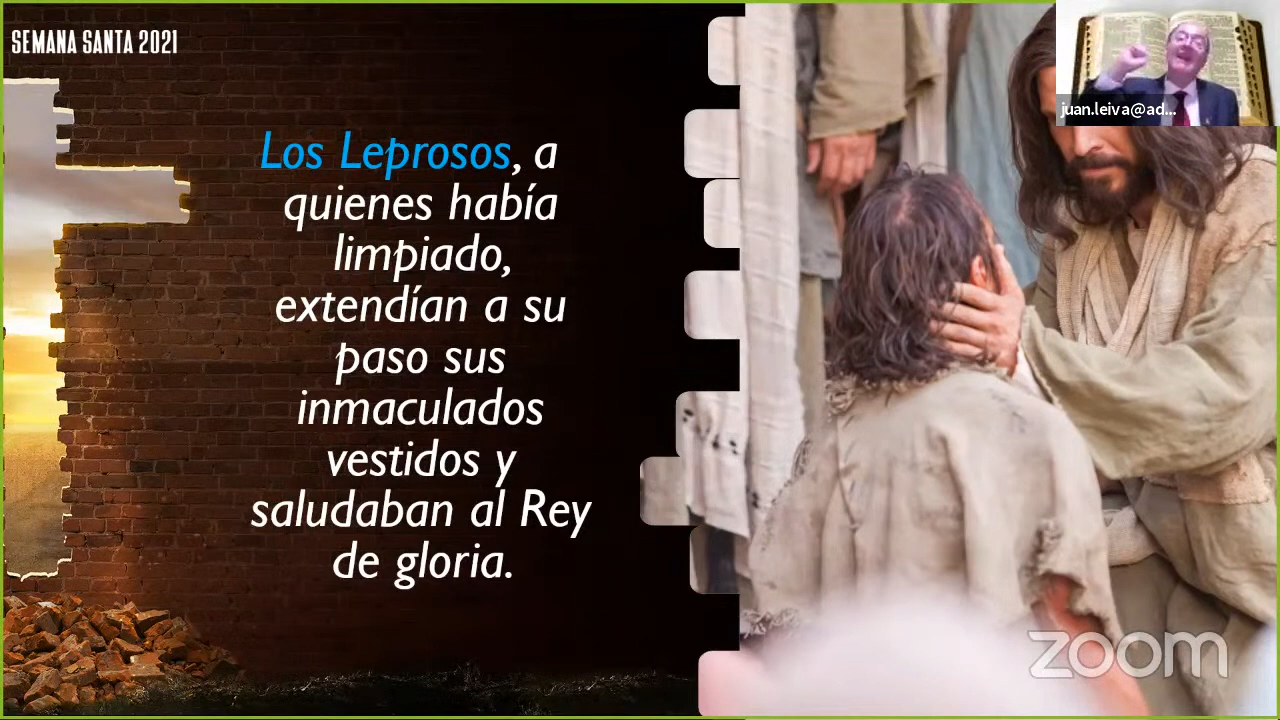 SEMANA SANTA 2021
juan.leiva@ad...
Los Leprosos, a
quienes había
limpiado,
extendían a su
paso sus
inmaculados
vestidos y
saludaban al Rey
de gloria.
zoom